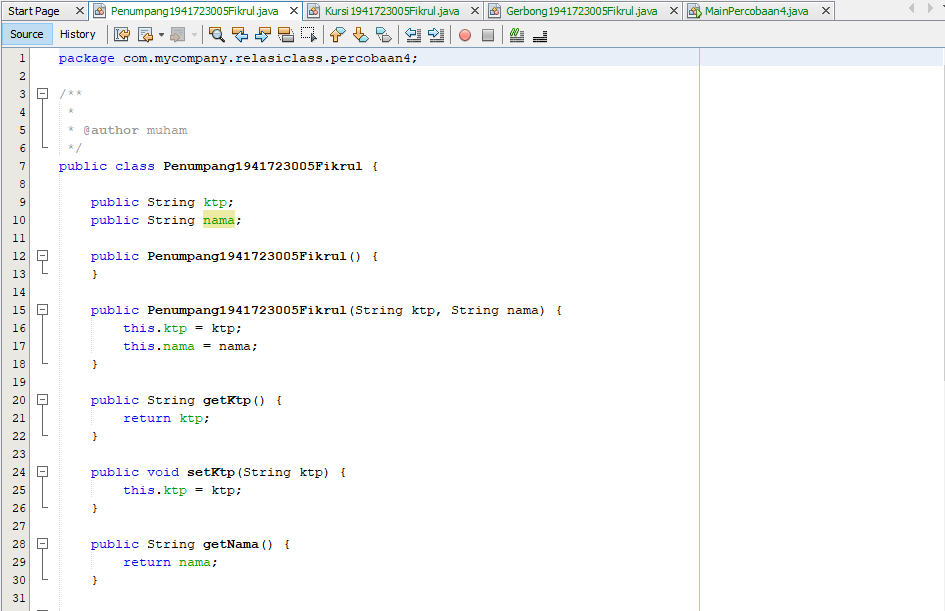 Start Page Penumpang1941723005Fikrul.java Kursi1941723005Fikrul.java Gerbong1941723005Fikrul.java MainPercobaan4.java
Source History
1 package com.mycompany.relasiclass.percobaan4;
2
3 /**
4 *
5 * @author muham
6 */
7 public class Penumpang1941723005Fikrul {
8
9 public String ktp;
10 public String nama;
11
12 public Penumpang1941723005Fikrul() {
13 }
14
15 public Penumpang1941723005Fikrul(String ktp, String nama) {
16 this.ktp = ktp;
17 this.nama = nama;
18 }
19
20 public String getKtp() {
21 return ktp;
22 }
23
24 public void setKtp(String ktp) {
25 this.ktp = ktp;
26 }
27
28 public String getNama() {
29 return nama;
30 }
31